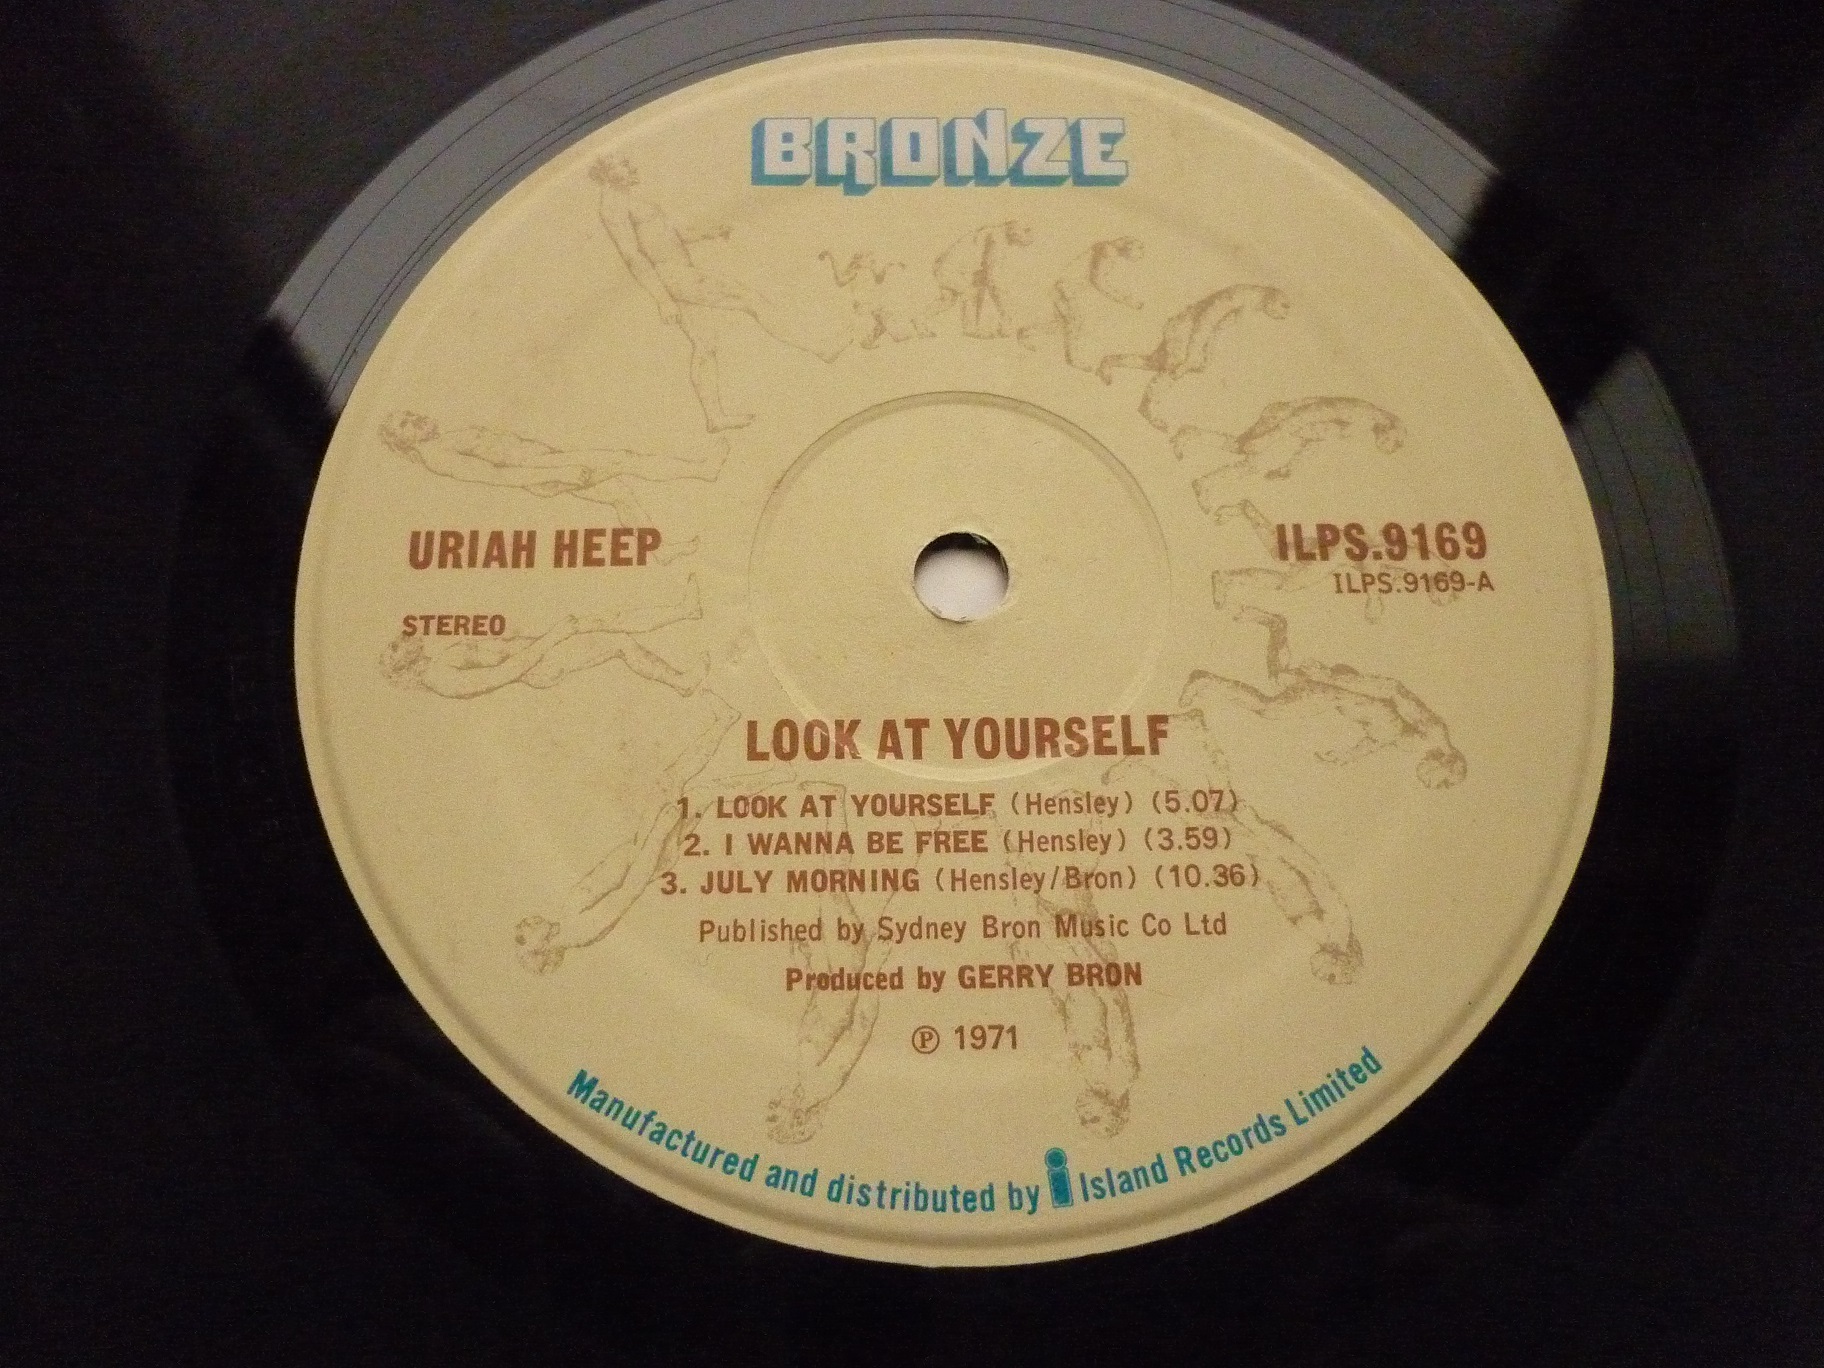 BRONZE
URIAH HEEP
STEREO
ILPS.9169
ILPS.9169-A
LOOK AT YOURSELF
1. LOOK AT YOURSELF (Hensley) (5.07)
2. I WANNA BE FREE (Hensley) (3.59)
3. JULY MORNING (Hensley/Bron) (10.36)
Published by Sydney Bron Music Co Ltd
Produced by GERRY BRON
℗ 1971
Manufactured and distributed by i Island Records Limited